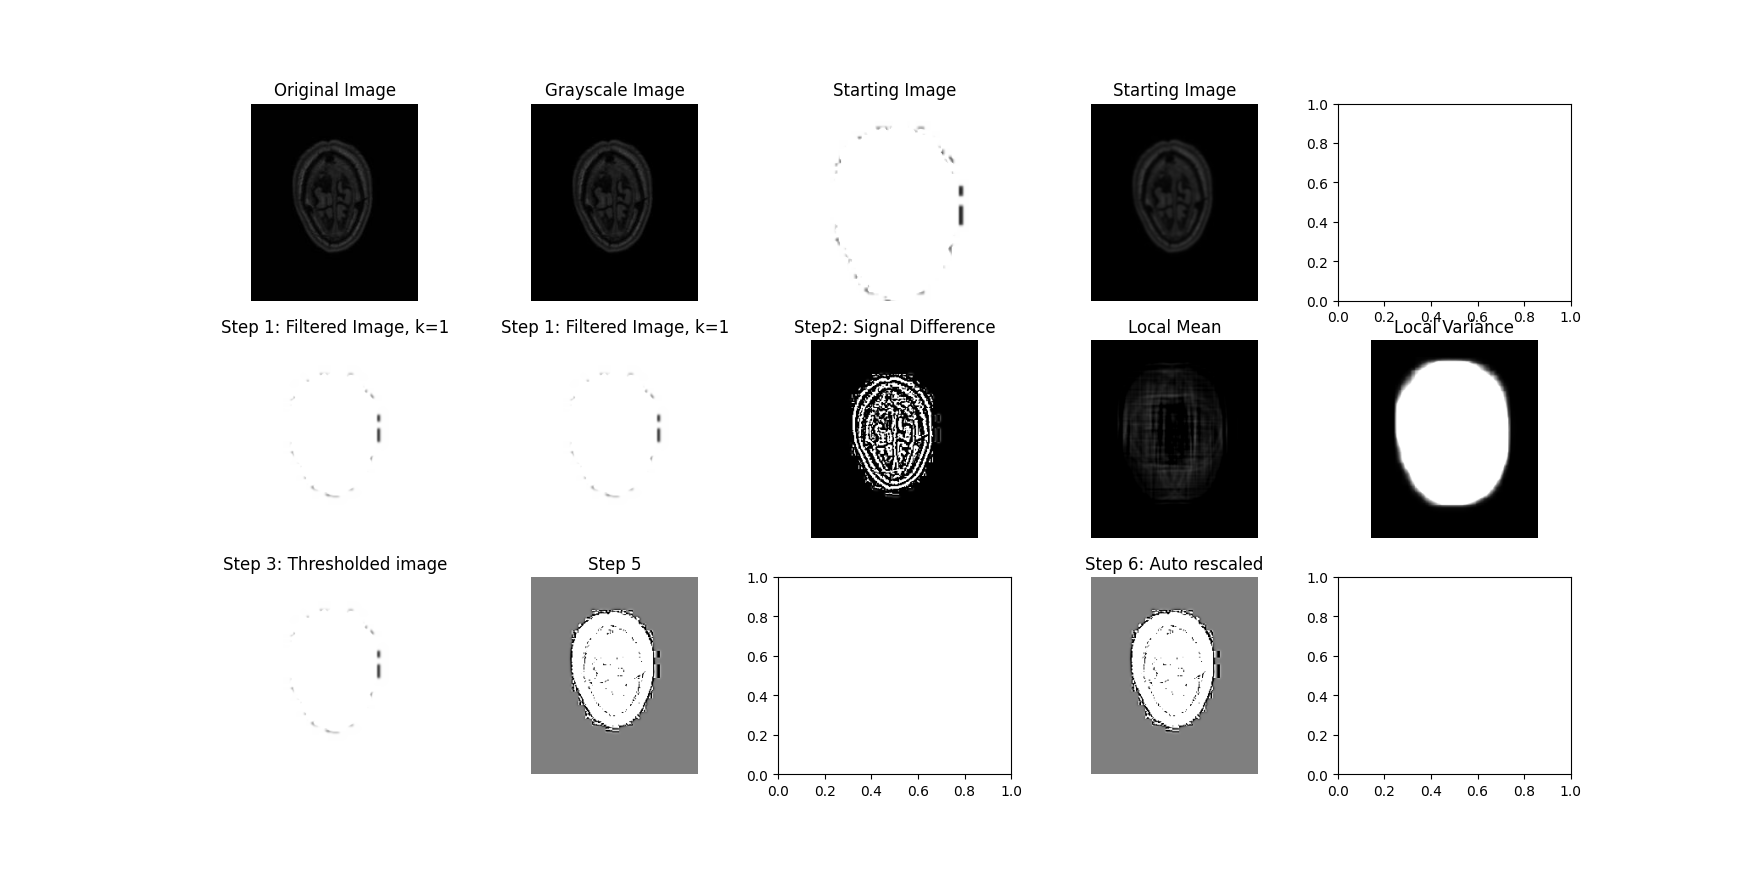 Original Image
Grayscale Image
Starting Image
Starting Image
1.0
0.8
0.6
0.4
0.2
0.0
0.0 0.2 0.4 0.6 0.8 1.0
Step 1: Filtered Image, k=1
Step 1: Filtered Image, k=1
Step2: Signal Difference
Local Mean
Local Variance
Step 3: Thresholded image
Step 5
1.0
0.8
0.6
0.4
0.2
0.0
0.0 0.2 0.4 0.6 0.8 1.0
Step 6: Auto rescaled
1.0
0.8
0.6
0.4
0.2
0.0
0.0 0.2 0.4 0.6 0.8 1.0